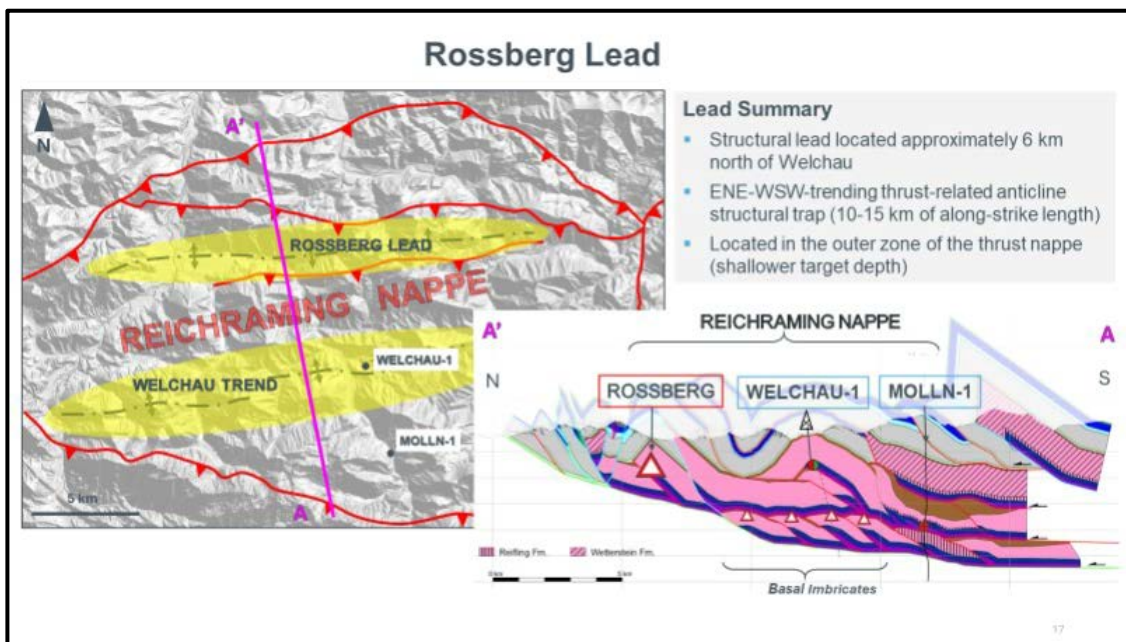 Rossberg Lead
A'
N
ROSSBERG LEAD
REICHRAMING NAPPE
WELCHAU-1
WELCHAU TREND
MOLLN-1
5 km
A
Lead Summary
▪ Structural lead located approximately 6 km
north of Welchau
▪ ENE-WSW-trending thrust-related anticline
structural trap (10-15 km of along-strike length)
▪ Located in the outer zone of the thrust nappe
(shallower target depth)
A'
REICHRAMING NAPPE
A
N
S
ROSSBERG
WELCHAU-1
MOLLN-1
Reifling Fm.
Wetterstein Fm.
Basal Imbricates
17